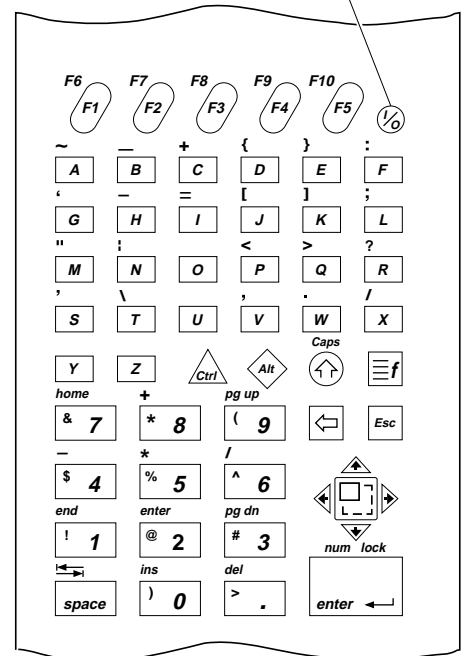 F6 F7 F8 F9 F10
F1 F2 F3 F4 F5 I/O
~ _ + { } :
A B C D E F
‘ – = [ ] ;
G H I J K L
" ¦ < > ?
M N O P Q R
’ \ , . /
S T U V W X
Caps
Y Z Ctrl Alt f
home + pg up
& 7 * 8 ( 9 Esc
– * /
$ 4 % 5 ^ 6
end enter pg dn
! 1 @ 2 # 3
num lock
ins del
space ) 0 > . enter